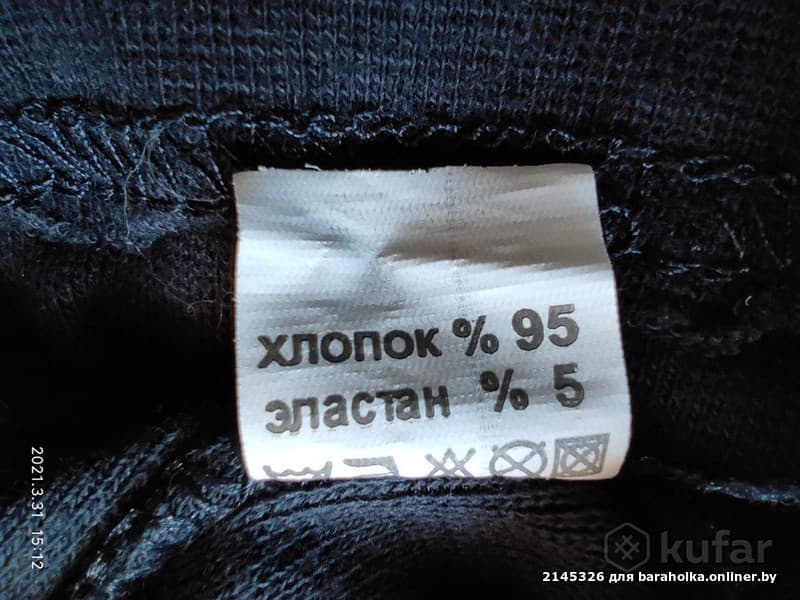 хлопок % 95
эластан % 5
2021.3.31 15:12
kufar
2145326 для baraholka.onliner.by